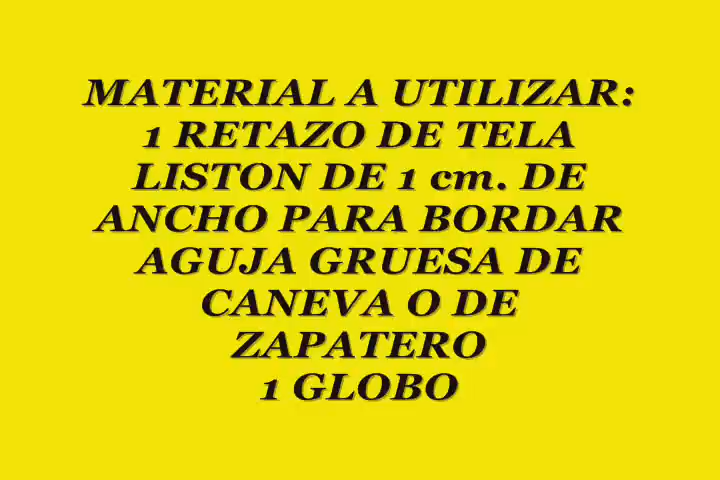 MATERIAL A UTILIZAR:
1 RETAZO DE TELA
LISTON DE 1 cm. DE
ANCHO PARA BORDAR
AGUJA GRUESA DE
CANEVA O DE
ZAPATERO
1 GLOBO